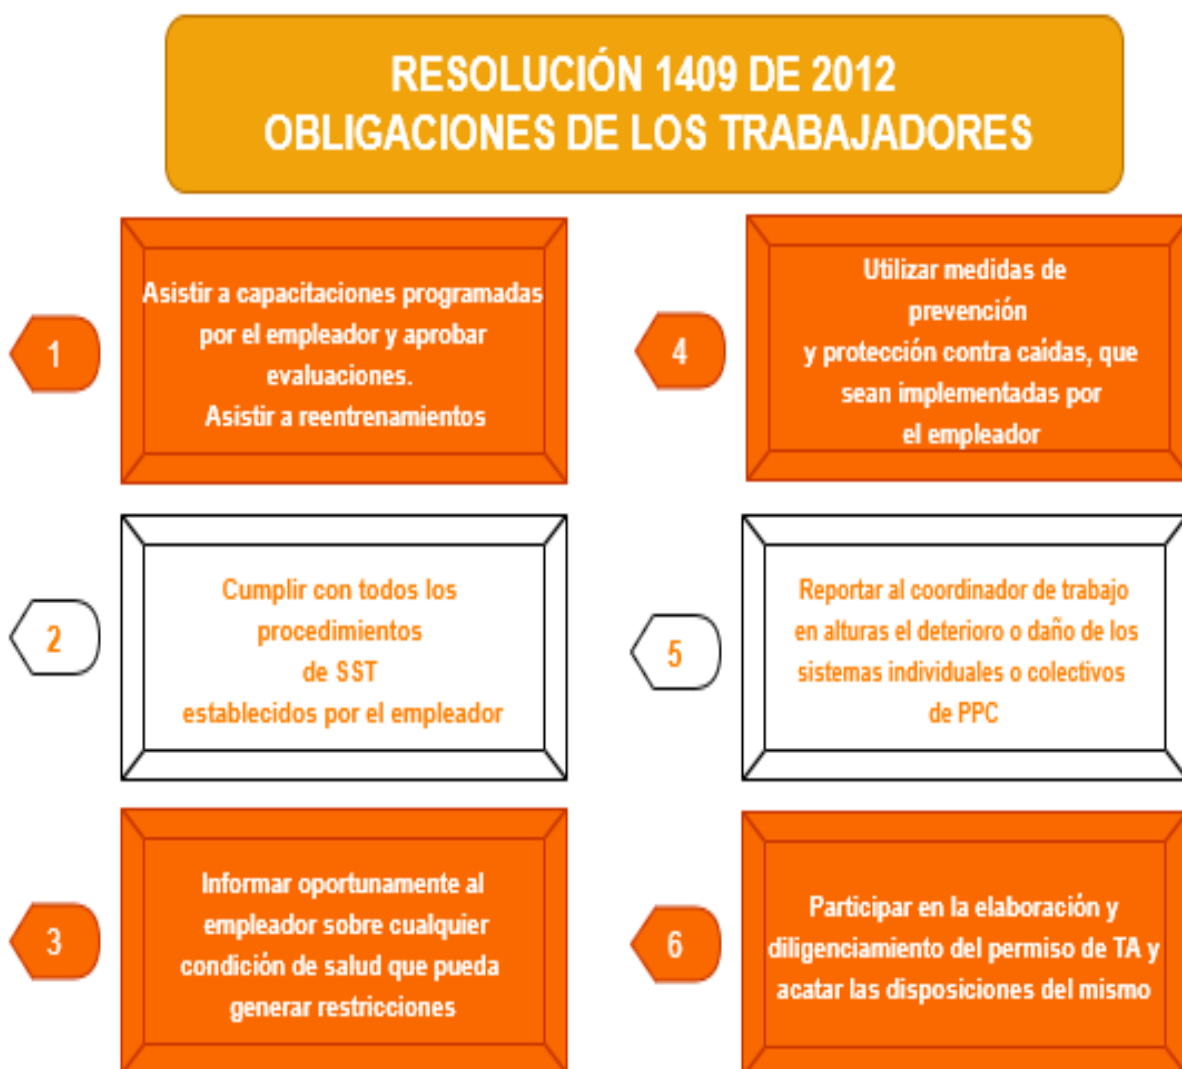 RESOLUCIÓN 1409 DE 2012
OBLIGACIONES DE LOS TRABAJADORES
1
Asistir a capacitaciones programadas
por el empleador y aprobar
evaluaciones.
Asistir a reentrenamientos
2
Cumplir con todos los
procedimientos
de SST
establecidos por el empleador
3
Informar oportunamente al
empleador sobre cualquier
condición de salud que pueda
generar restricciones
4
Utilizar medidas de
prevención
y protección contra caídas, que
sean implementadas por
el empleador
5
Reportar al coordinador de trabajo
en alturas el deterioro o daño de los
sistemas individuales o colectivos
de PPC
6
Participar en la elaboración y
diligenciamiento del permiso de TA y
acatar las disposiciones del mismo